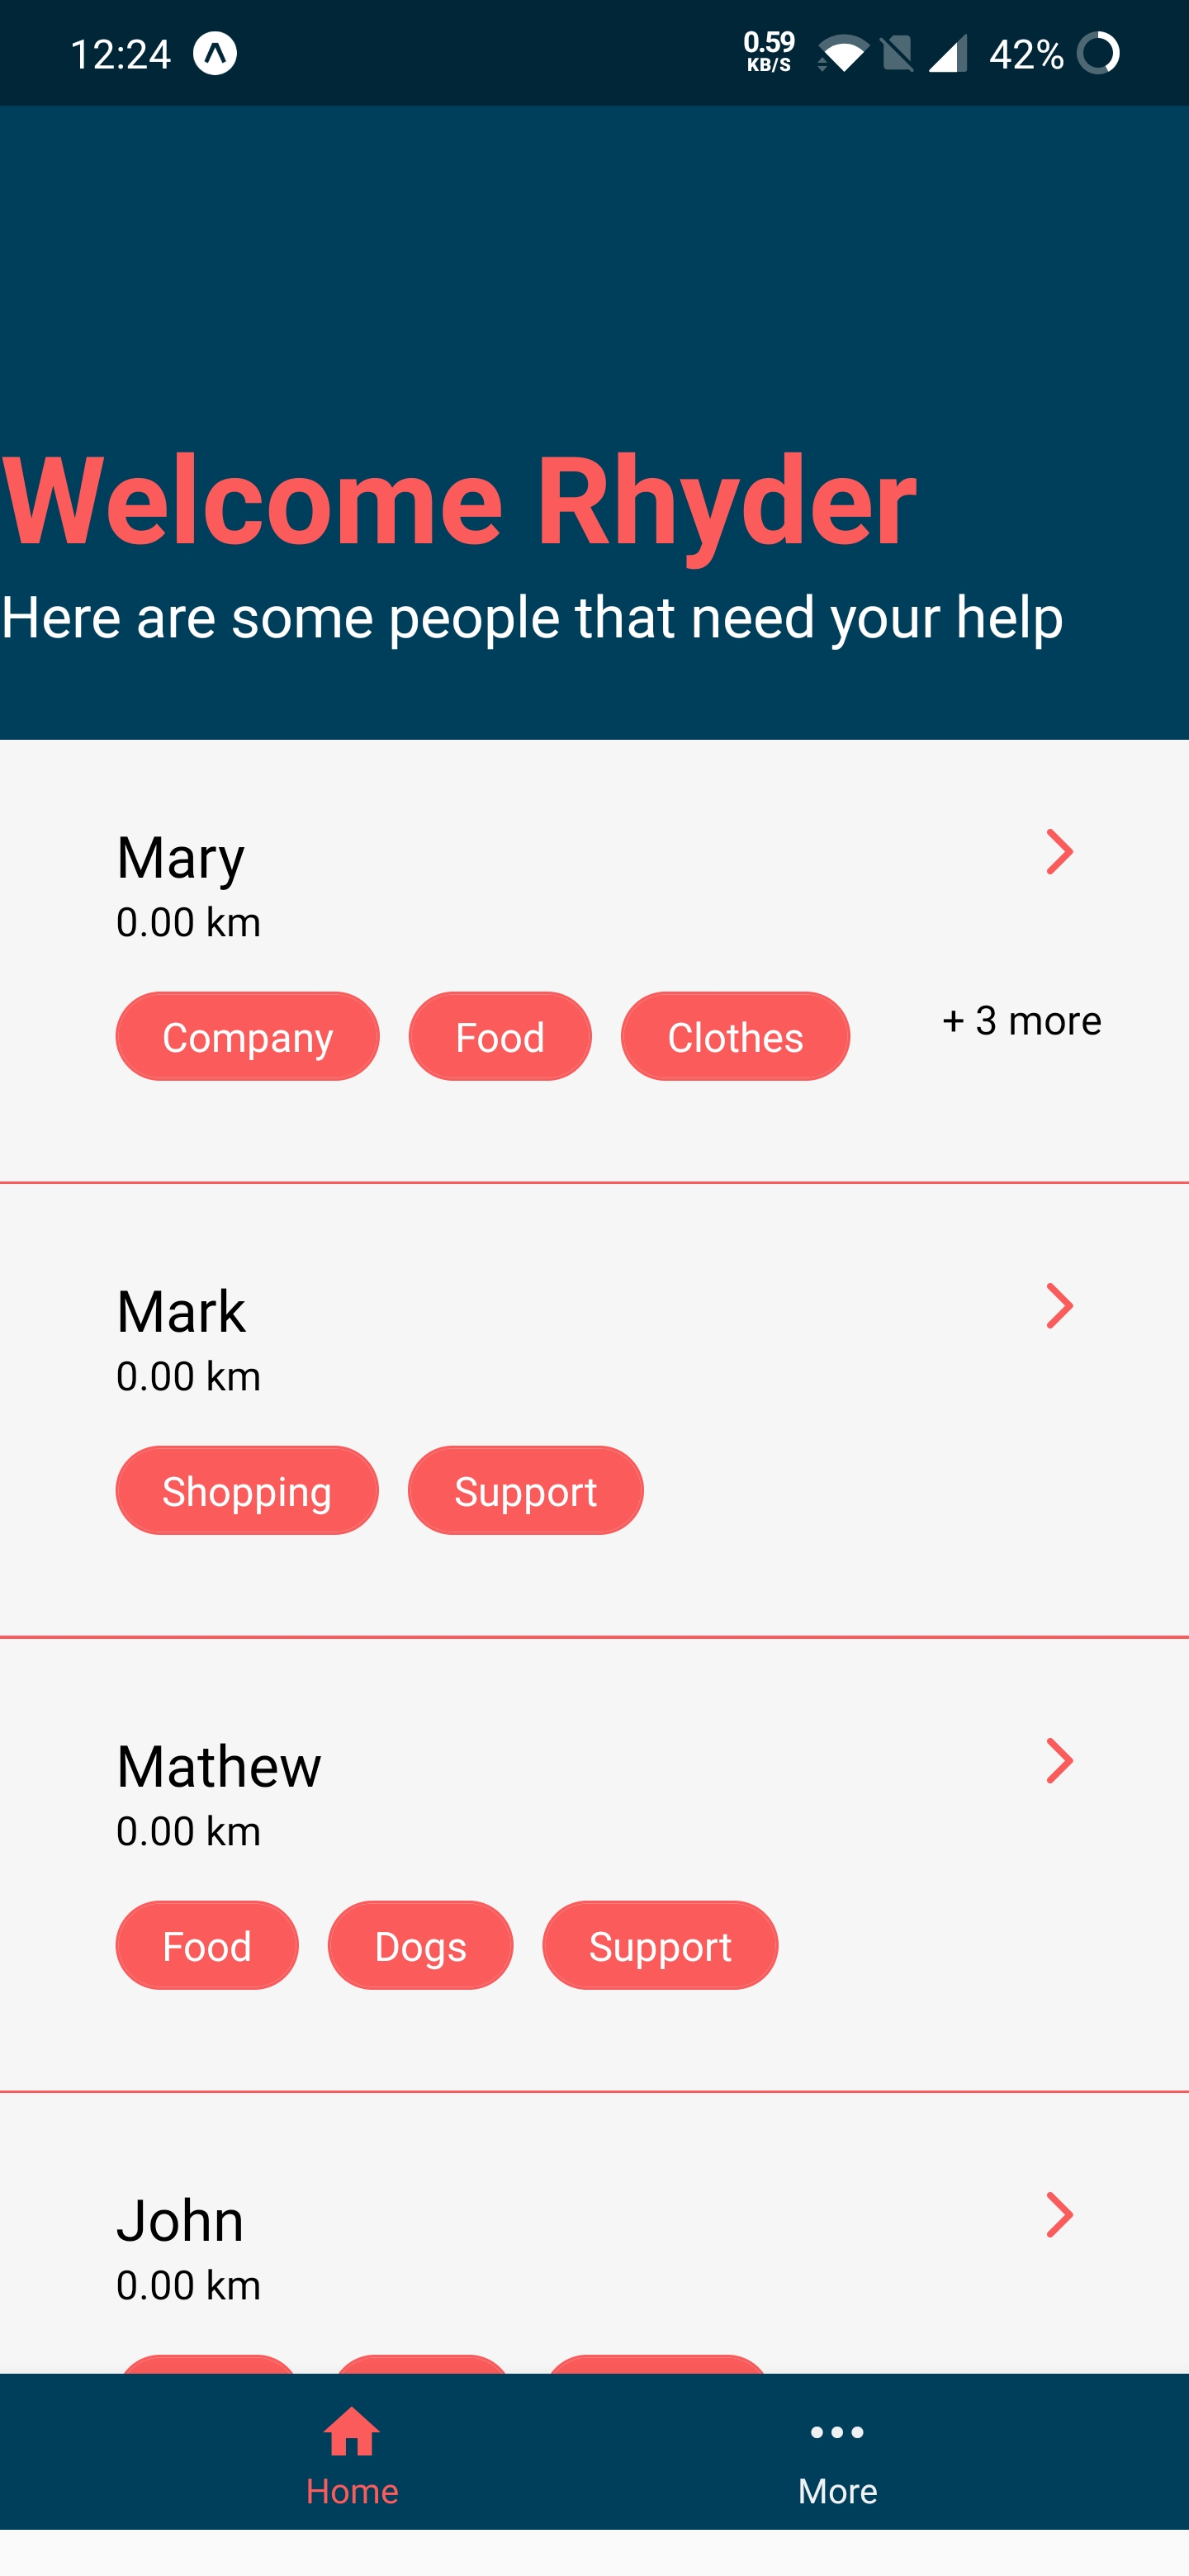 12:24 0.59 KB/S 42%
Welcome Rhyder
Here are some people that need your help
Mary
0.00 km
Company Food Clothes + 3 more
Mark
0.00 km
Shopping Support
Mathew
0.00 km
Food Dogs Support
John
0.00 km
Home More